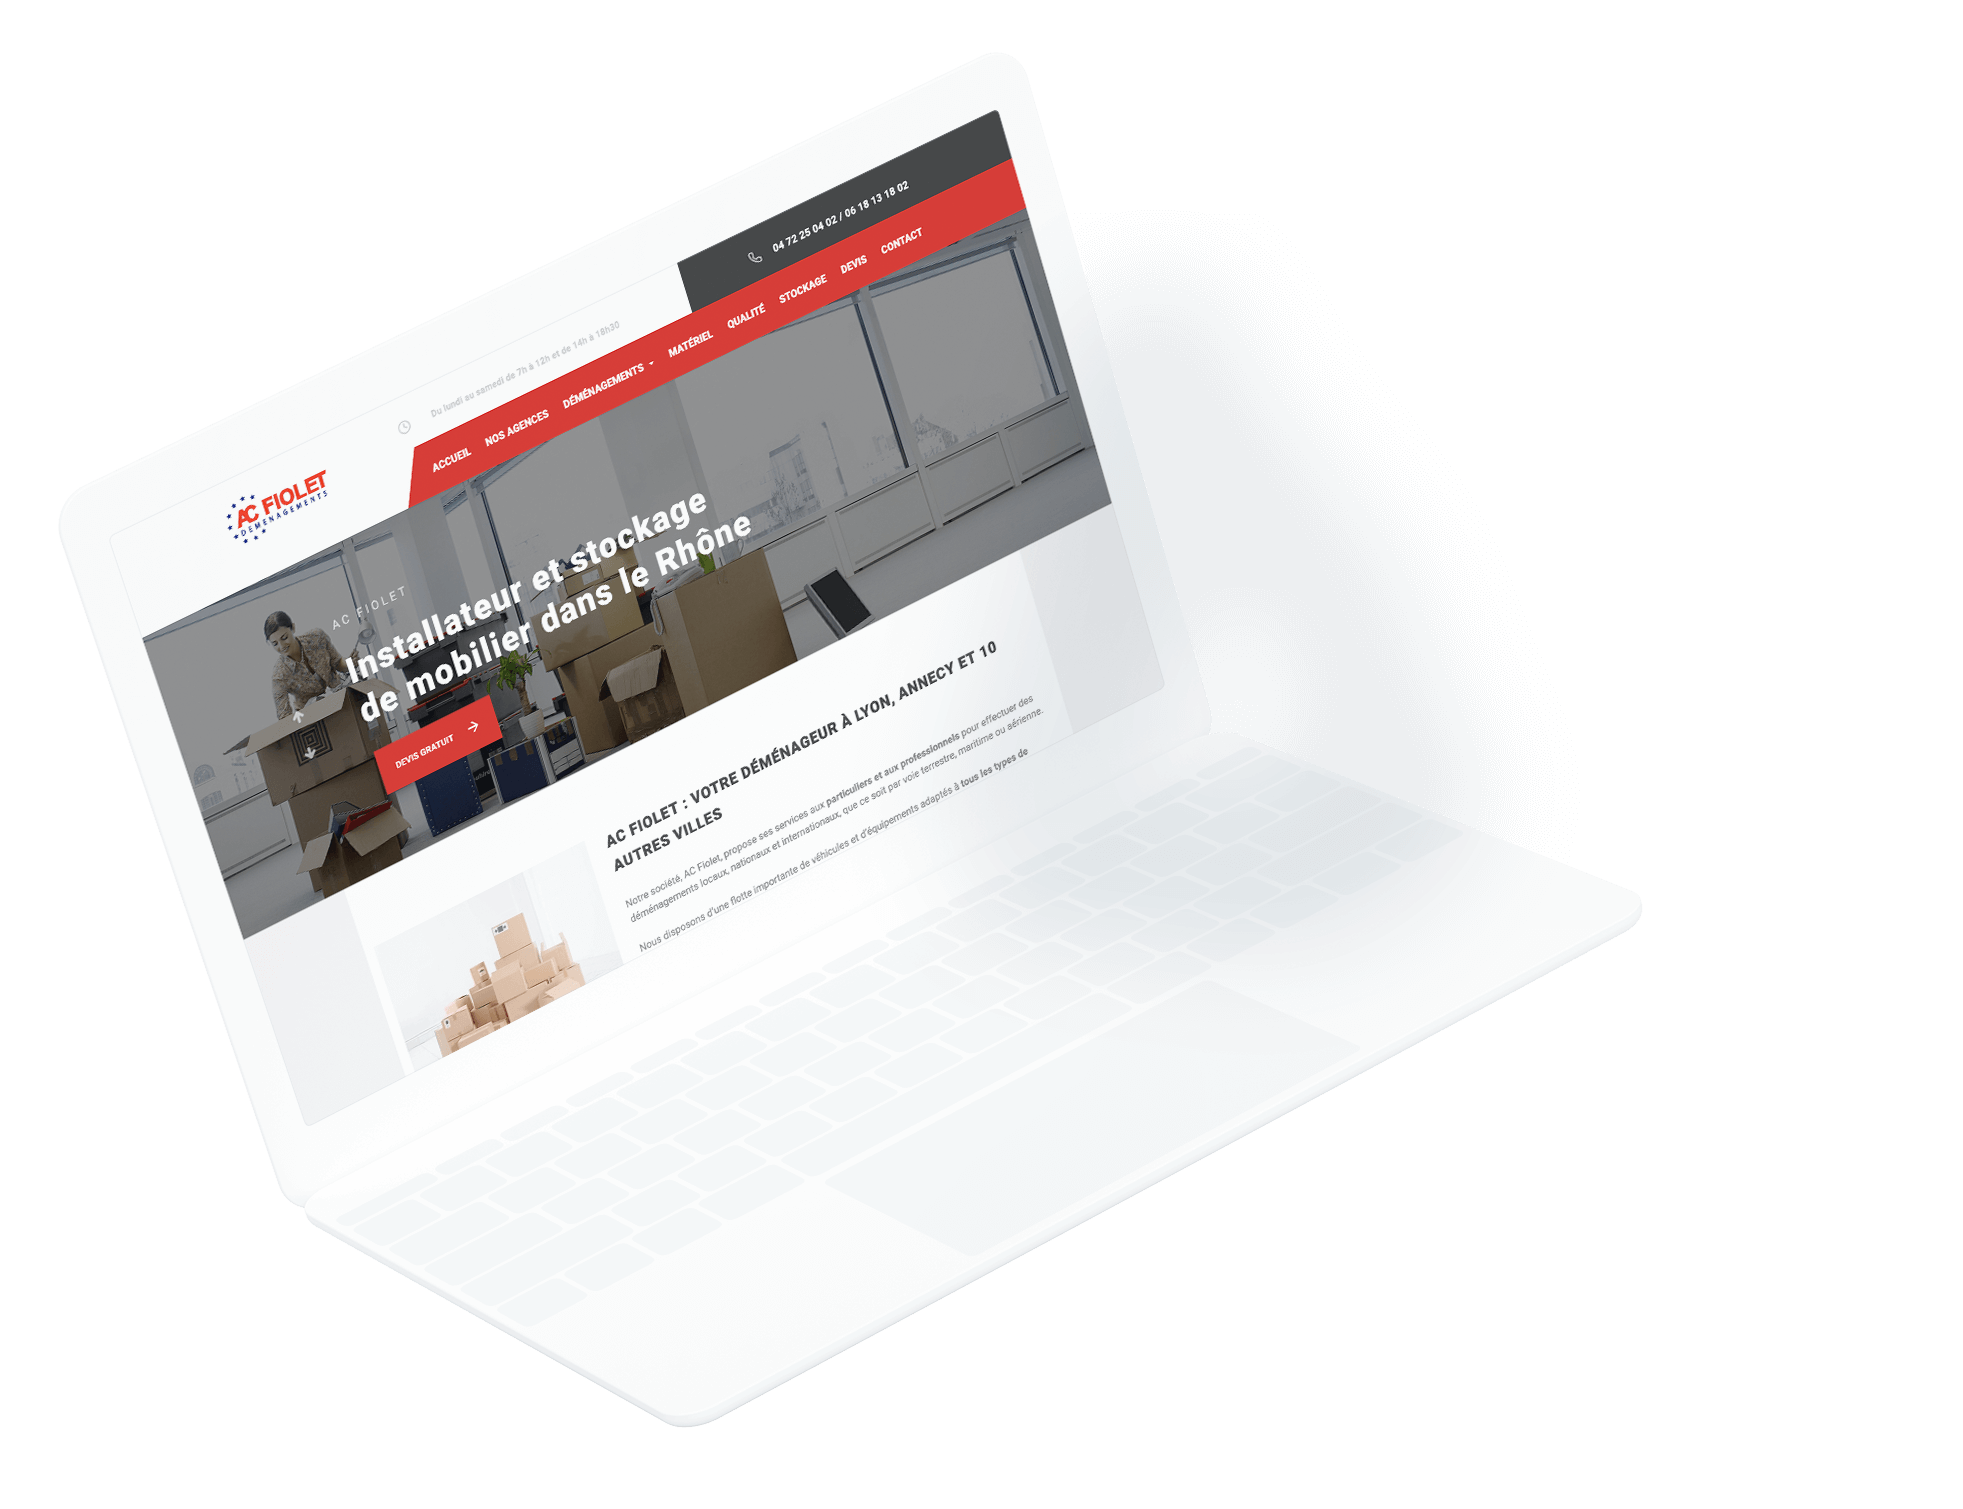 04 72 25 04 02 / 06 18 13 18 02
Du lundi au samedi de 7h à 12h et de 14h à 18h30
AC FIOLET
DEMENAGEMENTS
ACCUEIL NOS AGENCES DÉMÉNAGEMENTS MATÉRIEL QUALITÉ STOCKAGE DEVIS CONTACT
AC FIOLET
Installateur et stockage
de mobilier dans le Rhône
DEVIS GRATUIT
AC FIOLET : VOTRE DÉMÉNAGEUR À LYON, ANNECY ET 10
AUTRES VILLES
Notre société, AC Fiolet, propose ses services aux particuliers et aux professionnels pour effectuer des
déménagements locaux, nationaux et internationaux, que ce soit par voie terrestre, maritime ou aérienne.
Nous disposons d'une flotte importante de véhicules et d'équipements adaptés à tous les types de